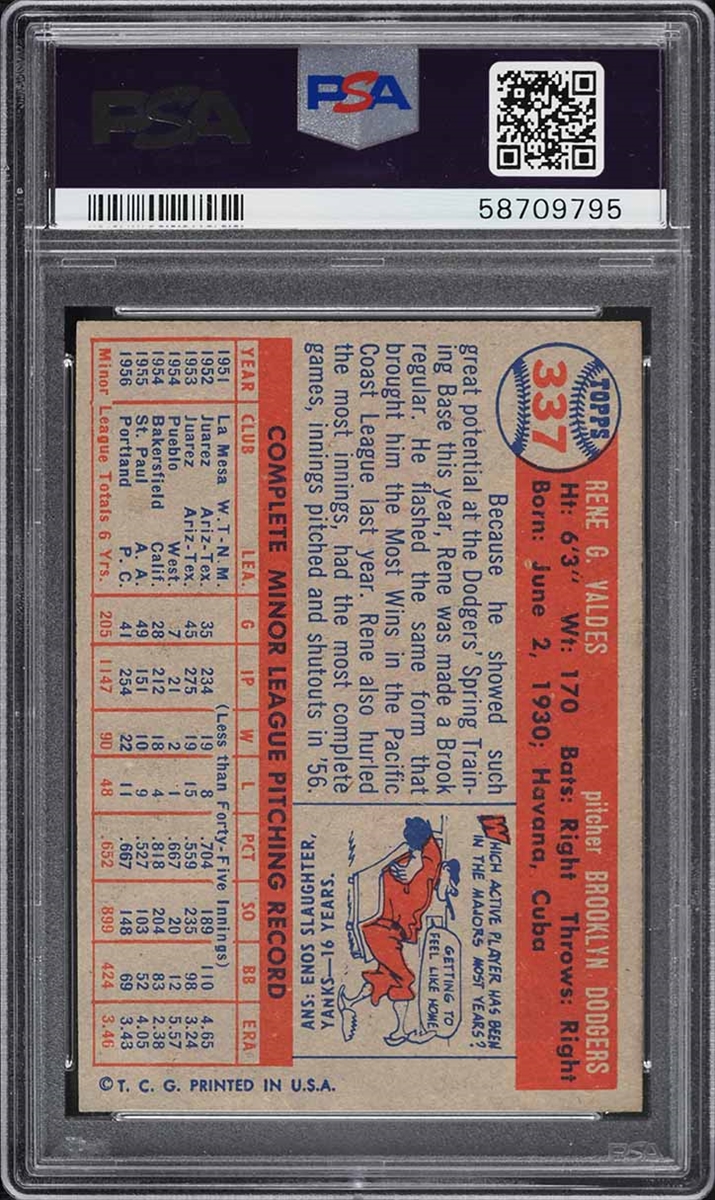 PSA
PSA
58709795
TOPPS
337
RENE G. VALDES pitcher BROOKLYN DODGERS
Ht: 6'3" Wt: 170 Bats: Right Throws: Right
Born: June 2, 1930; Havana, Cuba
Because he showed such
great potential at the Dodgers' Spring Train-
ing Base this year, Rene was made a Brook
regular. He flashed the same form that
brought him the Most Wins in the Pacific
Coast League last year. Rene also hurled
the most innings, had the most complete
games, innings pitched and shutouts in '56.
WHICH ACTIVE PLAYER HAS BEEN
IN THE MAJORS MOST YEARS?
GETTING TO
FEEL LIKE HOME!
ANS: ENOS SLAUGHTER,
YANKS—16 YEARS.
COMPLETE MINOR LEAGUE PITCHING RECORD
YEAR CLUB LEA. G IP W L PCT SO BB ERA
1951 La Mesa W.T-N.M. (Less than Forty-Five Innings)
1952 Juarez Ariz-Tex. 35 234 19 8 .704 189 110 4.65
1953 Juarez Ariz-Tex. 45 275 19 15 .559 235 98 3.24
1954 Pueblo West. 7 21 2 1 .667 20 12 5.57
1954 Bakersfield Calif. 28 212 18 4 .818 204 83 2.38
1955 St. Paul A.A. 49 151 10 9 .527 103 52 4.05
1956 Portland P.C. 41 254 22 11 .667 148 69 3.43
Minor League Totals 6 Yrs. 205 1147 90 48 .652 899 424 3.46
© T. C. G. PRINTED IN U.S.A.
PSA